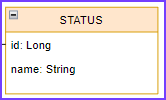 STATUS
id: Long
name: String